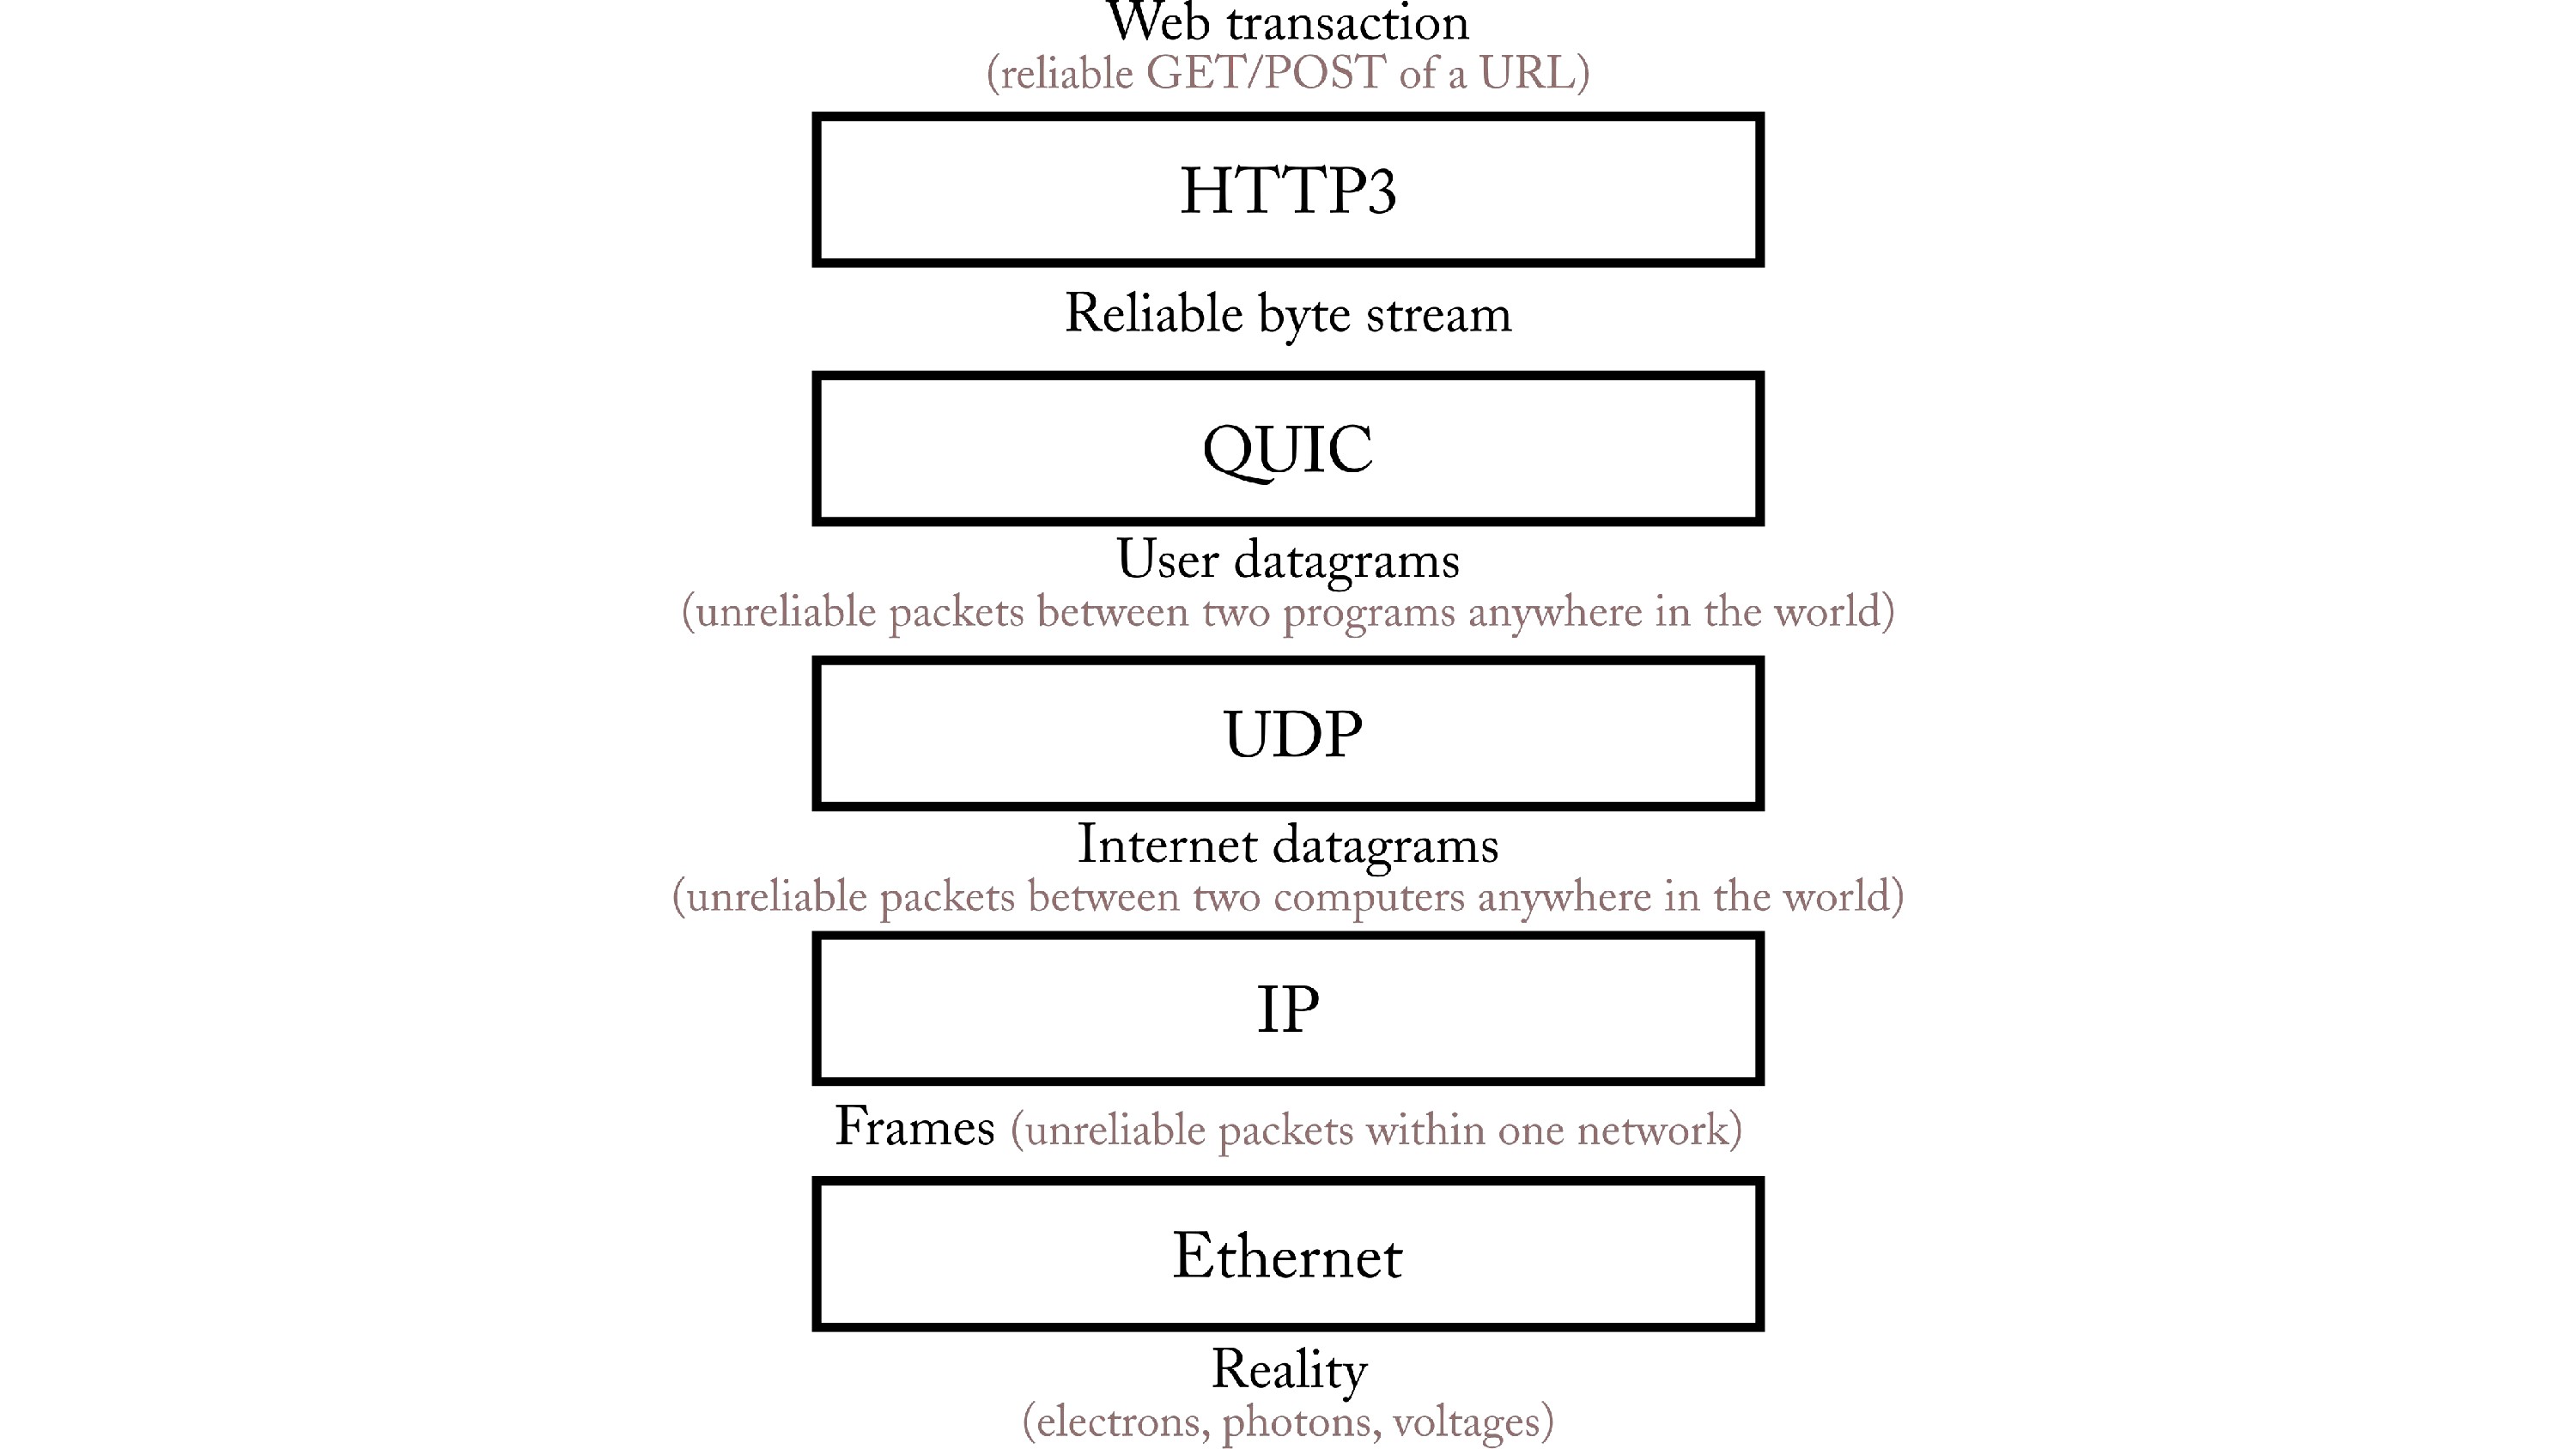 Web transaction
(reliable GET/POST of a URL)
HTTP3
Reliable byte stream
QUIC
User datagrams
(unreliable packets between two programs anywhere in the world)
UDP
Internet datagrams
(unreliable packets between two computers anywhere in the world)
IP
Frames (unreliable packets within one network)
Ethernet
Reality
(electrons, photons, voltages)